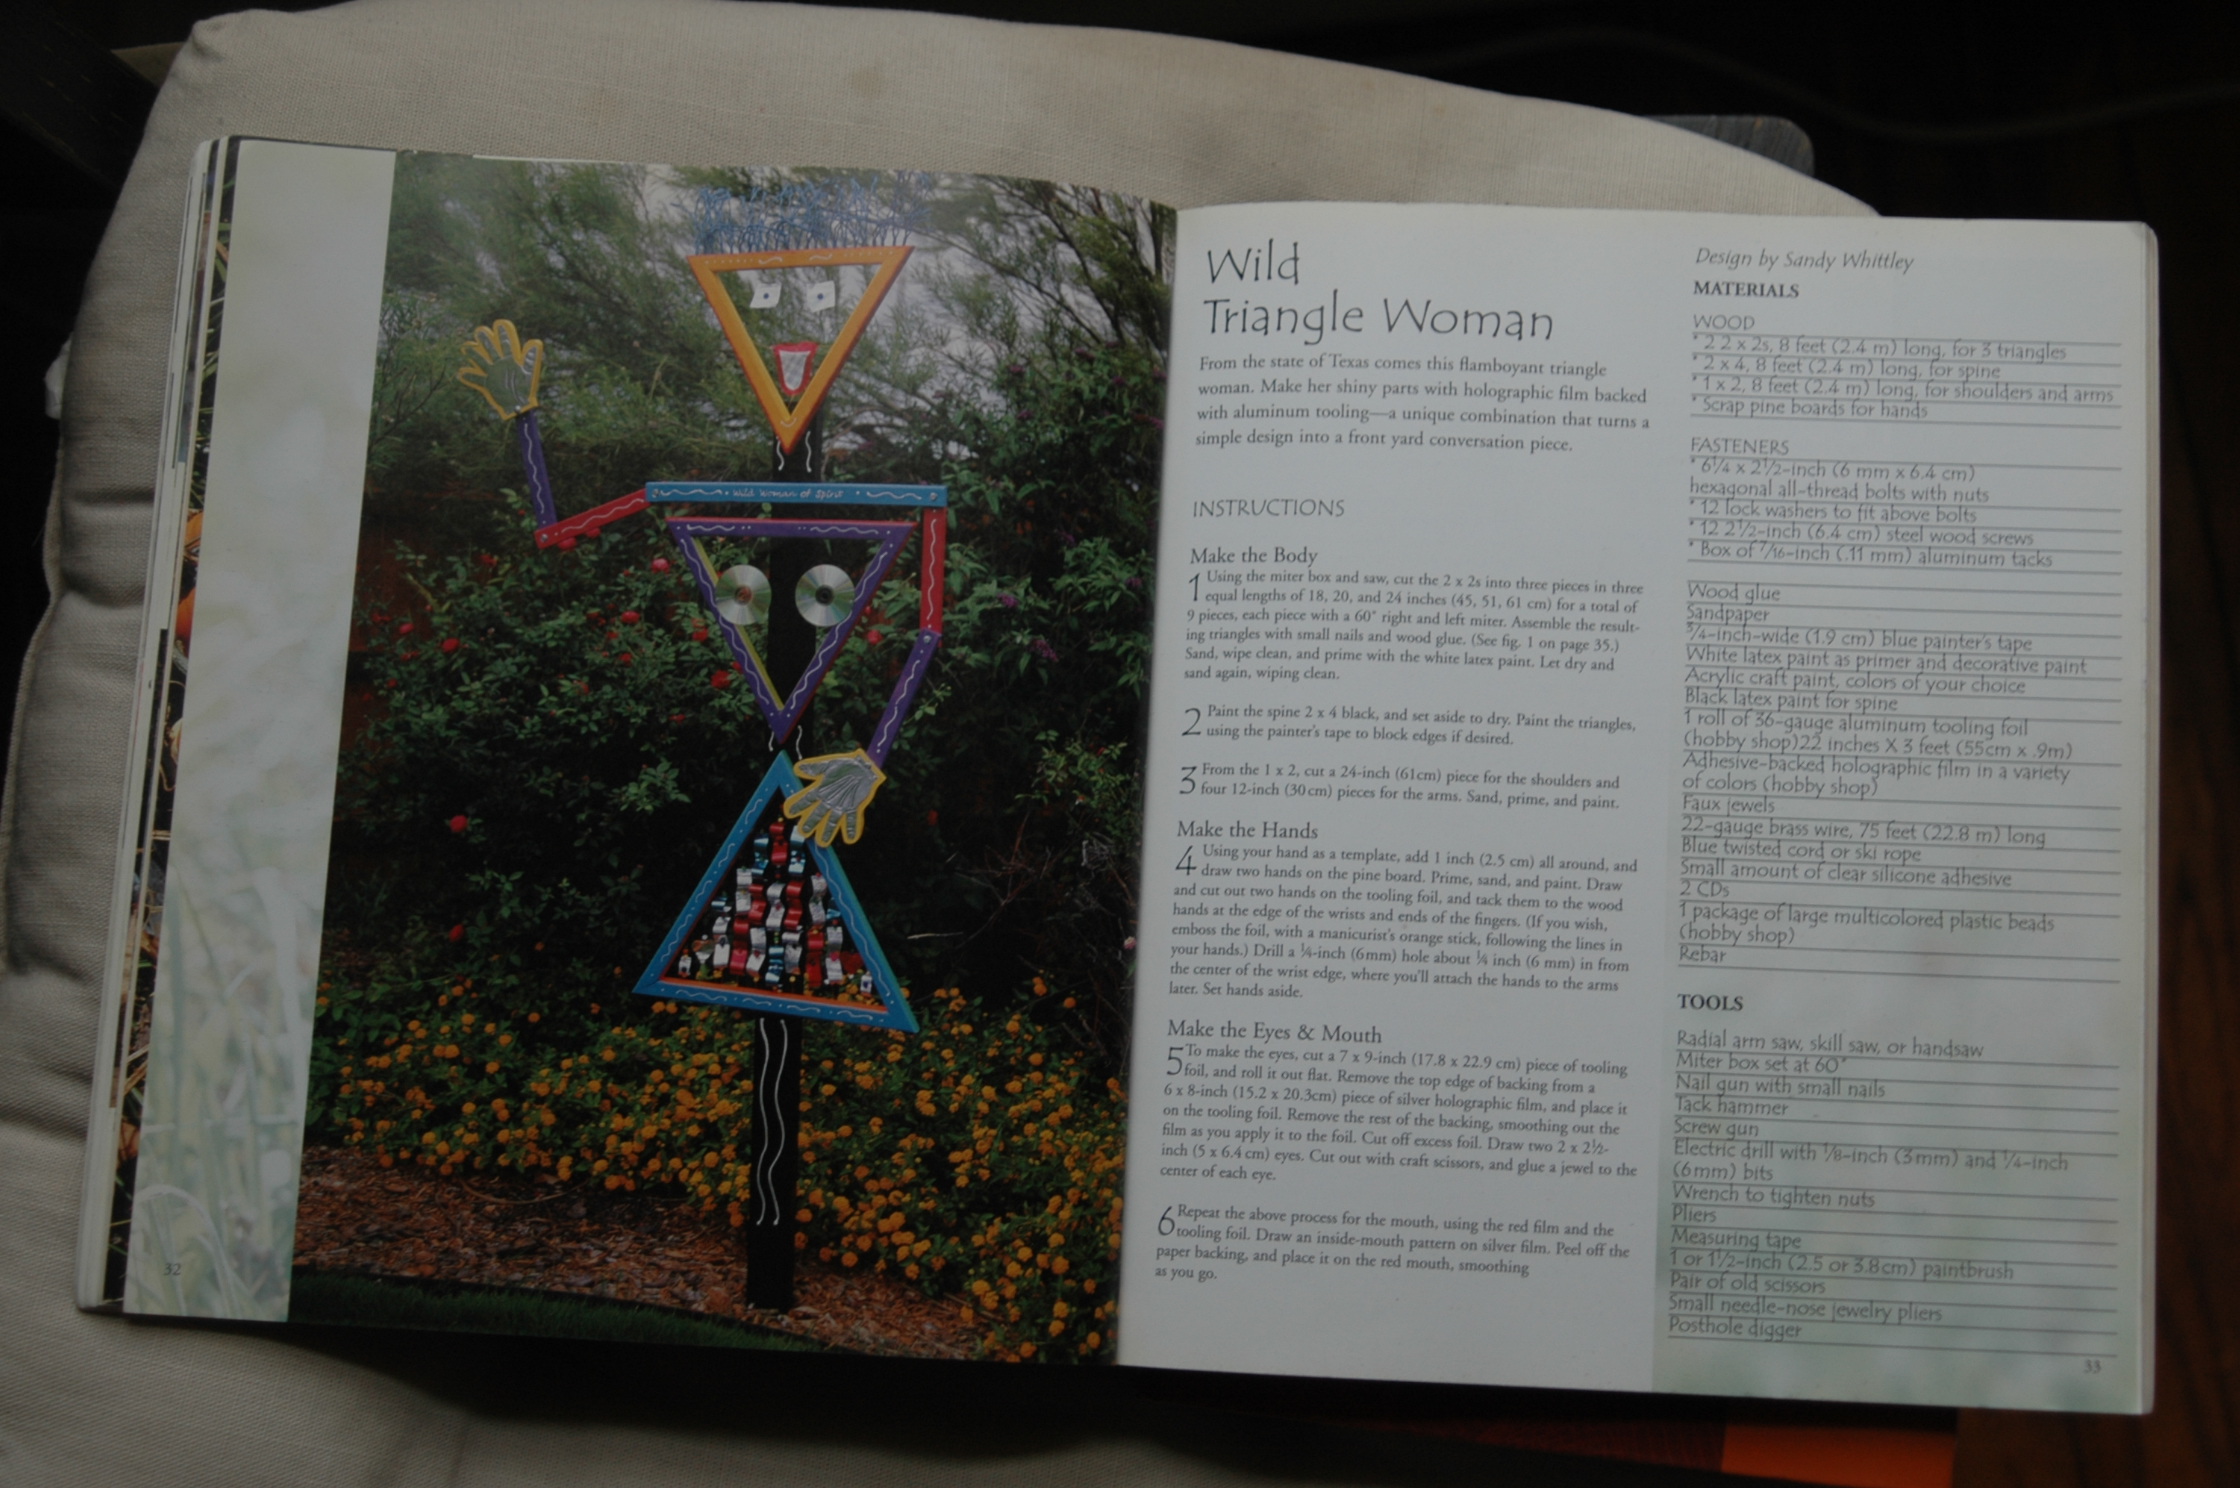 Wild Woman of Spirit
32
Wild
Triangle Woman
From the state of Texas comes this flamboyant triangle
woman. Make her shiny parts with holographic film backed
with aluminum tooling—a unique combination that turns a
simple design into a front yard conversation piece.
INSTRUCTIONS
Make the Body
1 Using the miter box and saw, cut the 2 x 2s into three pieces in three
equal lengths of 18, 20, and 24 inches (45, 51, 61 cm) for a total of
9 pieces, each piece with a 60° right and left miter. Assemble the result-
ing triangles with small nails and wood glue. (See fig. 1 on page 35.)
Sand, wipe clean, and prime with the white latex paint. Let dry and
sand again, wiping clean.
2 Paint the spine 2 x 4 black, and set aside to dry. Paint the triangles,
using the painter's tape to block edges if desired.
3 From the 1 x 2, cut a 24-inch (61cm) piece for the shoulders and
four 12-inch (30 cm) pieces for the arms. Sand, prime, and paint.
Make the Hands
4 Using your hand as a template, add 1 inch (2.5 cm) all around, and
draw two hands on the pine board. Prime, sand, and paint. Draw
and cut out two hands on the tooling foil, and tack them to the wood
hands at the edge of the wrists and ends of the fingers. (If you wish,
emboss the foil, with a manicurist's orange stick, following the lines in
your hands.) Drill a ¼-inch (6mm) hole about ¼ inch (6 mm) in from
the center of the wrist edge, where you'll attach the hands to the arms
later. Set hands aside.
Make the Eyes & Mouth
5 To make the eyes, cut a 7 x 9-inch (17.8 x 22.9 cm) piece of tooling
foil, and roll it out flat. Remove the top edge of backing from a
6 x 8-inch (15.2 x 20.3cm) piece of silver holographic film, and place it
on the tooling foil. Remove the rest of the backing, smoothing out the
film as you apply it to the foil. Cut off excess foil. Draw two 2 x 2½-
inch (5 x 6.4 cm) eyes. Cut out with craft scissors, and glue a jewel to the
center of each eye.
6 Repeat the above process for the mouth, using the red film and the
tooling foil. Draw an inside-mouth pattern on silver film. Peel off the
paper backing, and place it on the red mouth, smoothing
as you go.
Design by Sandy Whittley
MATERIALS
WOOD
* 2 2 x 2s, 8 feet (2.4 m) long, for 3 triangles
* 2 x 4, 8 feet (2.4 m) long, for spine
* 1 x 2, 8 feet (2.4 m) long, for shoulders and arms
* Scrap pine boards for hands
FASTENERS
* 6¼ x 2½-inch (6 mm x 6.4 cm)
hexagonal all-thread bolts with nuts
* 12 lock washers to fit above bolts
* 12 2½-inch (6.4 cm) steel wood screws
* Box of 7/16-inch (.11 mm) aluminum tacks
Wood glue
Sandpaper
¾-inch-wide (1.9 cm) blue painter's tape
White latex paint as primer and decorative paint
Acrylic craft paint, colors of your choice
Black latex paint for spine
1 roll of 36-gauge aluminum tooling foil
(hobby shop)22 inches X 3 feet (55cm x .9m)
Adhesive-backed holographic film in a variety
of colors (hobby shop)
Faux jewels
22-gauge brass wire, 75 feet (22.8 m) long
Blue twisted cord or ski rope
Small amount of clear silicone adhesive
2 CDs
1 package of large multicolored plastic beads
(hobby shop)
Rebar
TOOLS
Radial arm saw, skill saw, or handsaw
Miter box set at 60°
Nail gun with small nails
Tack hammer
Screw gun
Electric drill with ⅛-inch (3mm) and ¼-inch
(6mm) bits
Wrench to tighten nuts
Pliers
Measuring tape
1 or 1½-inch (2.5 or 3.8cm) paintbrush
Pair of old scissors
Small needle-nose jewelry pliers
Posthole digger
33